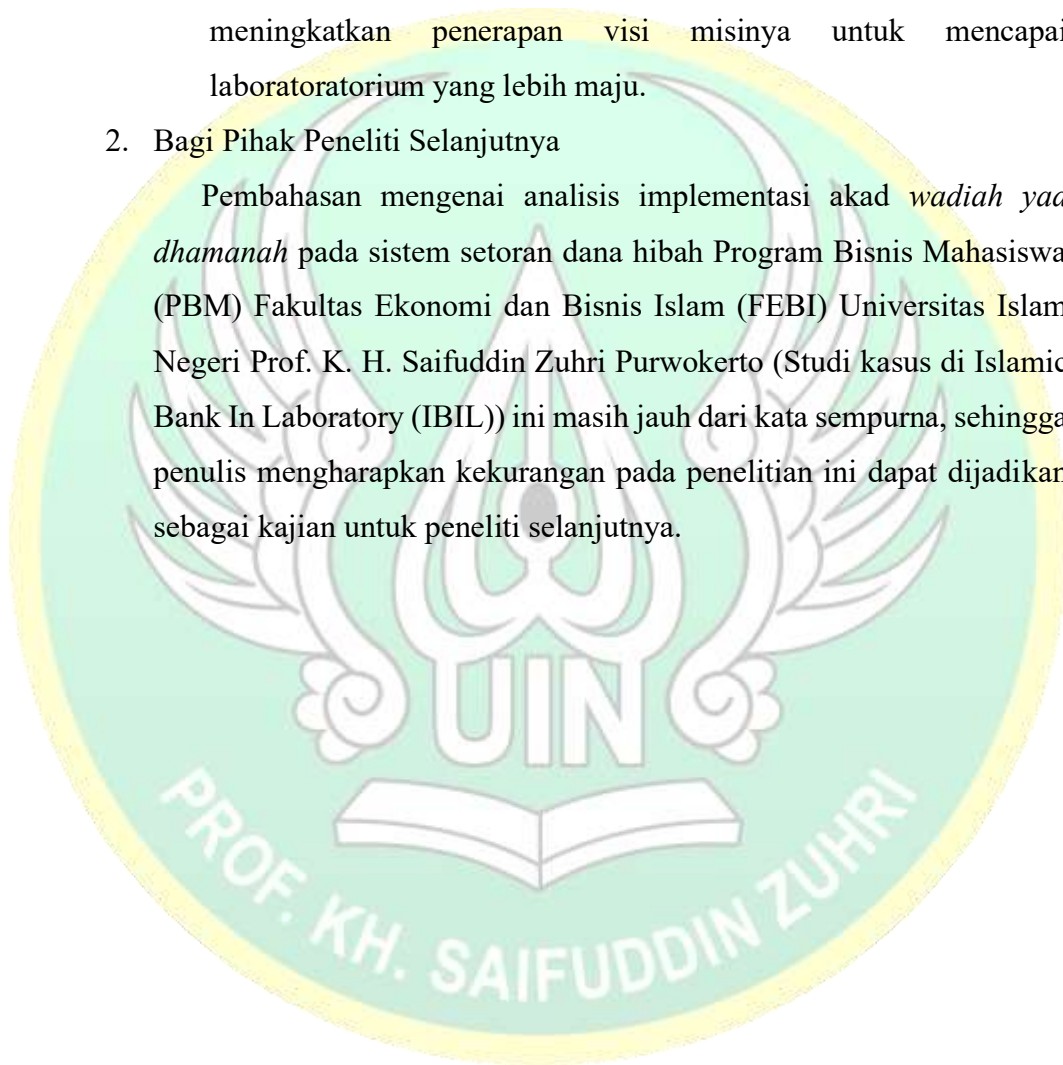 meningkatkan penerapan visi misinya untuk mencapai
laboratoratorium yang lebih maju.
2. Bagi Pihak Peneliti Selanjutnya
Pembahasan mengenai analisis implementasi akad wadiah yad
dhamanah pada sistem setoran dana hibah Program Bisnis Mahasiswa
(PBM) Fakultas Ekonomi dan Bisnis Islam (FEBI) Universitas Islam
Negeri Prof. K. H. Saifuddin Zuhri Purwokerto (Studi kasus di Islamic
Bank In Laboratory (IBIL)) ini masih jauh dari kata sempurna, sehingga
penulis mengharapkan kekurangan pada penelitian ini dapat dijadikan
sebagai kajian untuk peneliti selanjutnya.
UIN
PROF. KH. SAIFUDDIN ZUHRI